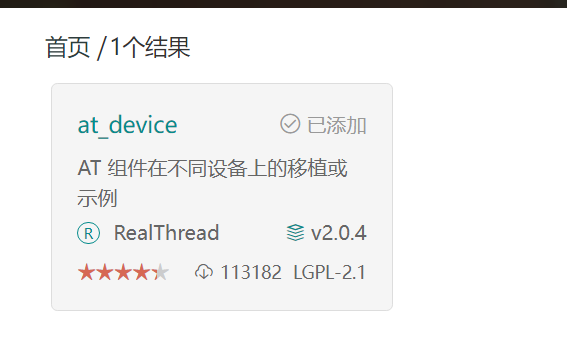 首页 /1个结果
at_device 已添加
AT 组件在不同设备上的移植或
示例
R RealThread v2.0.4
113182 LGPL-2.1